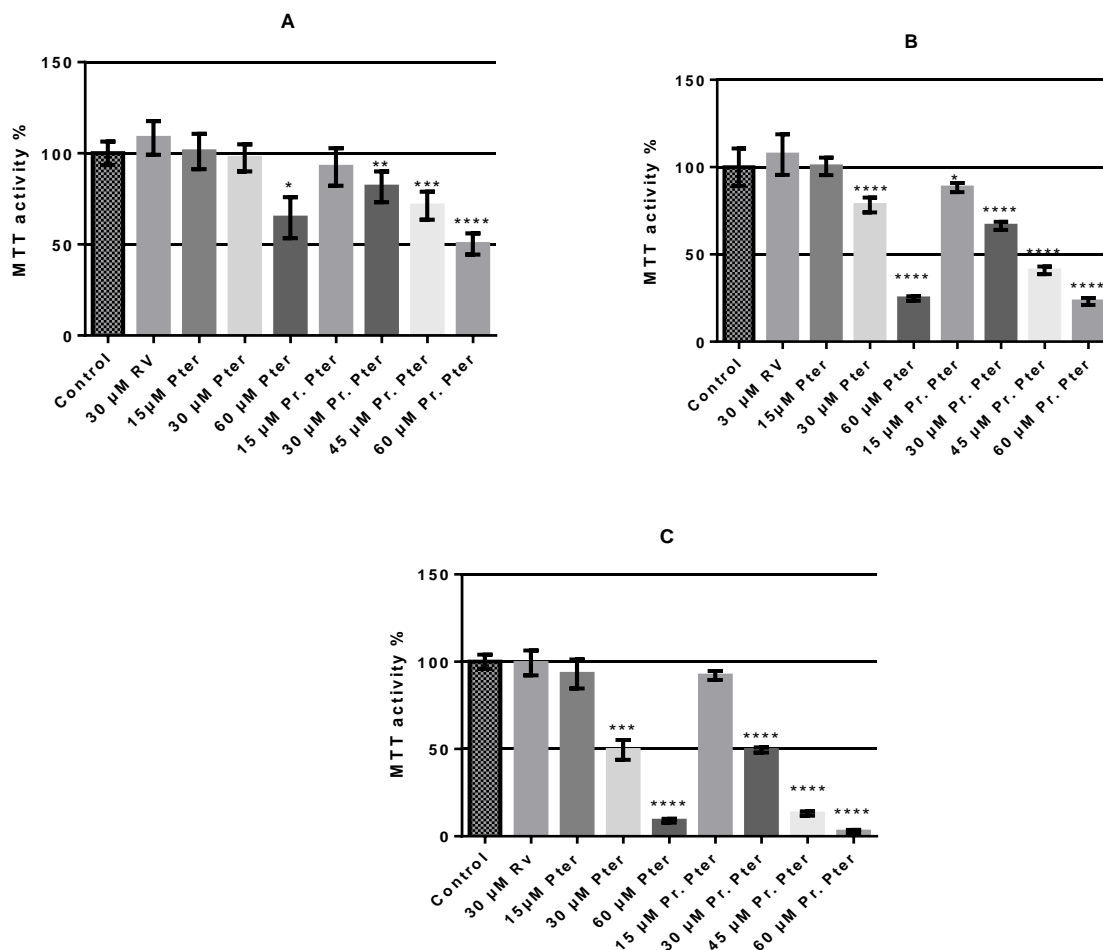 A
MTT activity %
150
100
50
0
*
**
***
****
Control
30 µM RV
15µM Pter
30 µM Pter
60 µM Pter
15 µM Pr. Pter
30 µM Pr. Pter
45 µM Pr. Pter
60 µM Pr. Pter
B
MTT activity %
150
100
50
0
****
****
*
****
****
****
Control
30 µM RV
15µM Pter
30 µM Pter
60 µM Pter
15 µM Pr. Pter
30 µM Pr. Pter
45 µM Pr. Pter
60 µM Pr. Pter
C
MTT activity %
150
100
50
0
***
****
****
****
****
Control
30 µM Rv
15µM Pter
30 µM Pter
60 µM Pter
15 µM Pr. Pter
30 µM Pr. Pter
45 µM Pr. Pter
60 µM Pr. Pter